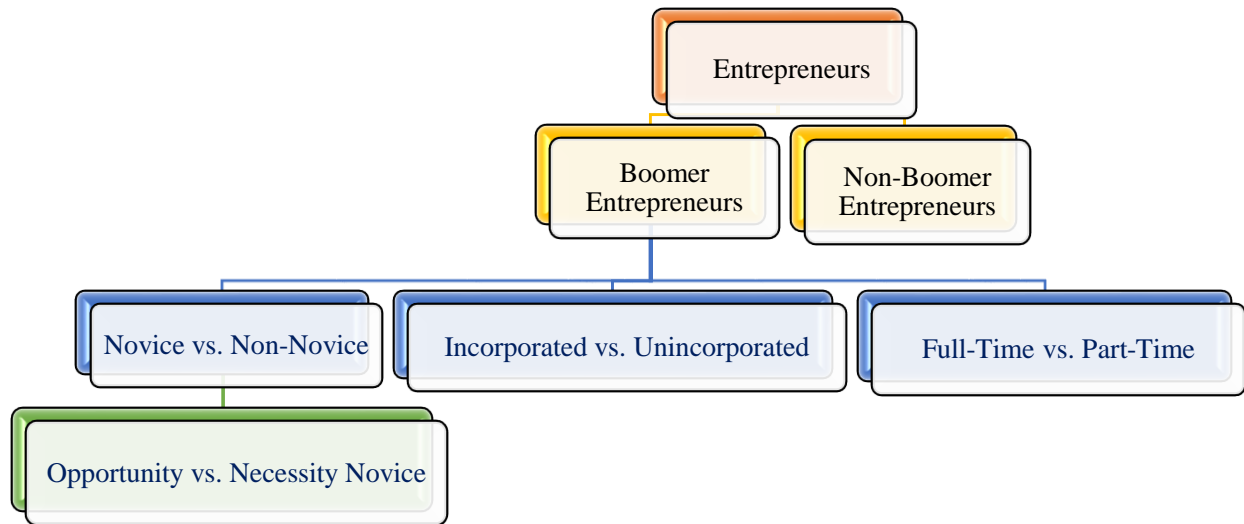 Entrepreneurs
Boomer
Entrepreneurs
Non-Boomer
Entrepreneurs
Novice vs. Non-Novice
Incorporated vs. Unincorporated
Full-Time vs. Part-Time
Opportunity vs. Necessity Novice